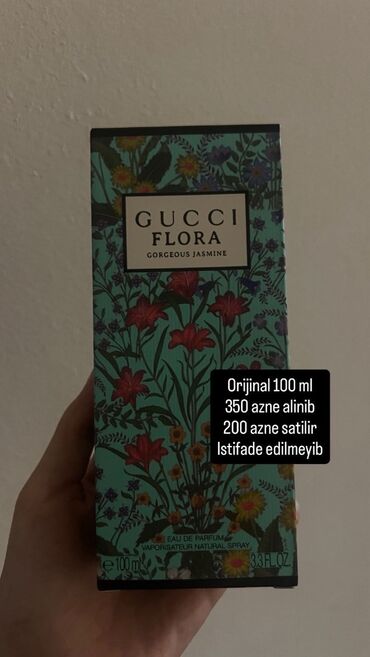 GUCCI
FLORA
GORGEOUS JASMINE
Orijinal 100 ml
350 azne alinib
200 azne satilir
Istifade edilmeyib
EAU DE PARFUM
VAPORISATEUR NATURAL SPRAY
e 100 ml 3.3 FL.OZ.